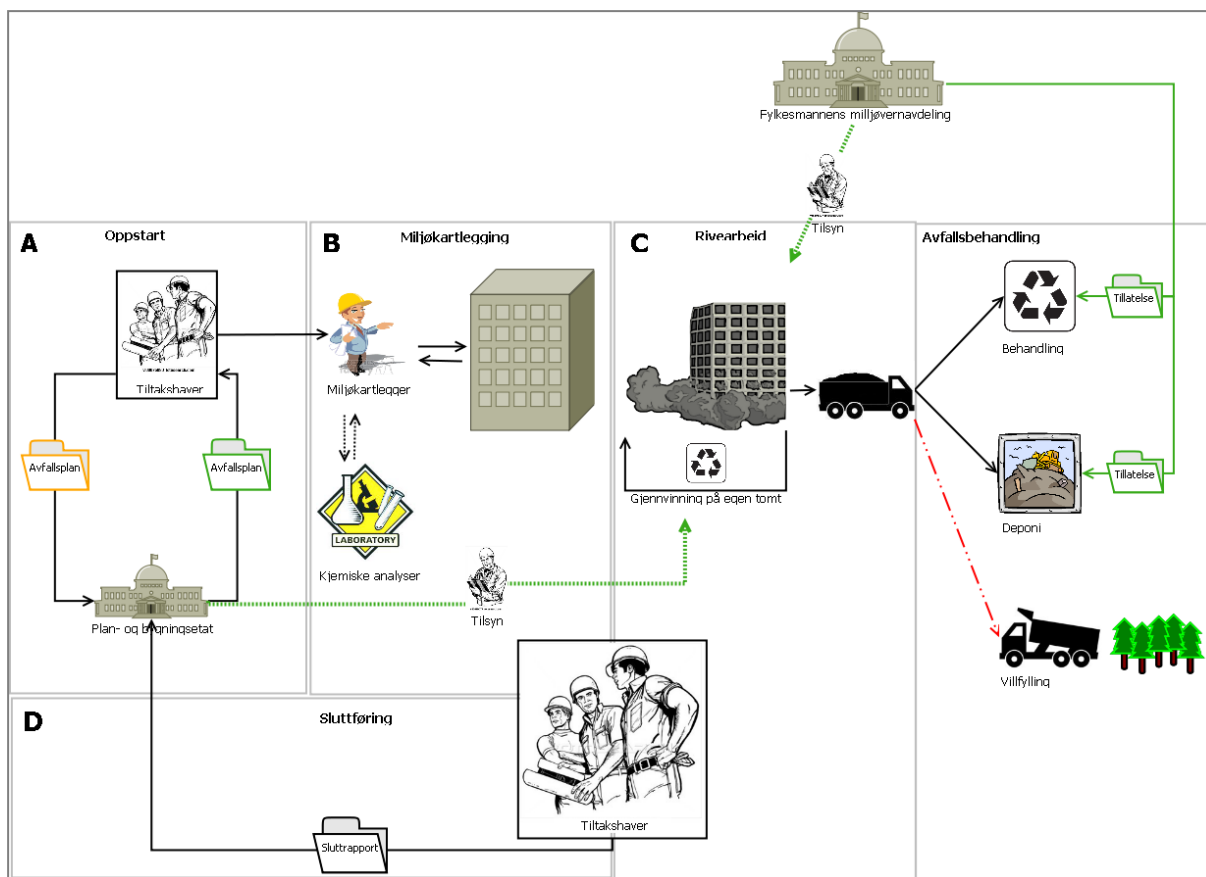 Fylkesmannens milljøvernavdeling
Tilsyn
A
Oppstart
Tiltakshaver
Avfallsplan
Avfallsplan
Plan- og bygningsetat
B
Miljøkartlegging
Miljøkartlegger
LABORATORY
Kjemiske analyser
Tilsyn
C
Rivearbeid
Gjennvinning på egen tomt
Avfallsbehandling
Behandling
Tillatelse
Deponi
Tillatelse
Villfylling
D
Sluttføring
Tiltakshaver
Sluttrapport